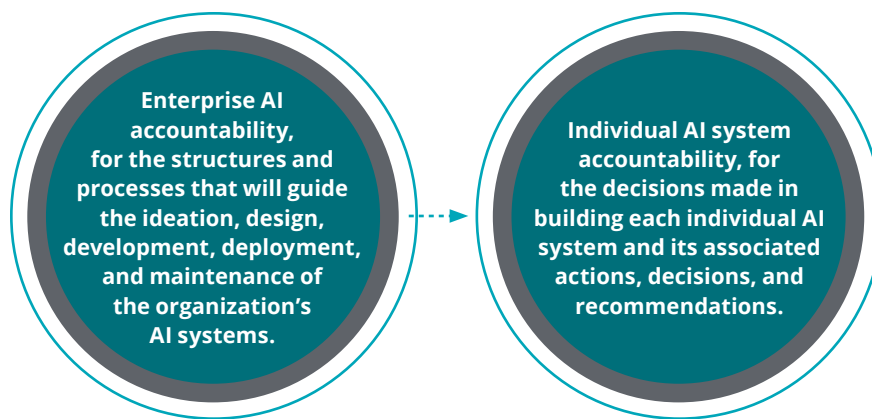 Enterprise AI
accountability,
for the structures and
processes that will guide
the ideation, design,
development, deployment,
and maintenance of
the organization’s
AI systems.
Individual AI system
accountability, for
the decisions made in
building each individual AI
system and its associated
actions, decisions, and
recommendations.